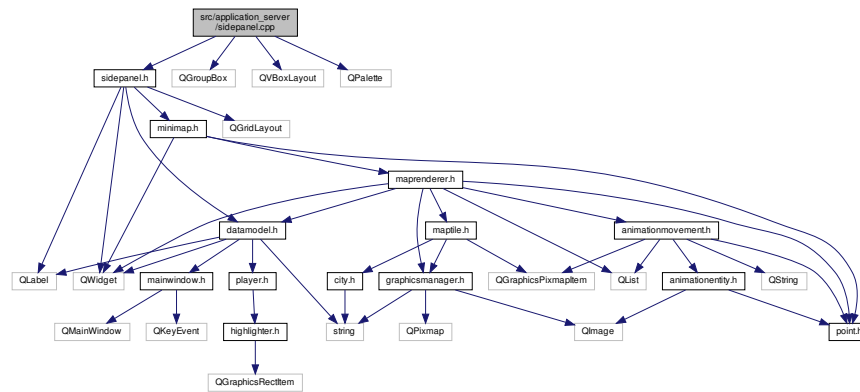 src/application_server
/sidepanel.cpp
sidepanel.h
QGroupBox
QVBoxLayout
QPalette
minimap.h
QGridLayout
maprenderer.h
datamodel.h
maptile.h
animationmovement.h
QLabel
QWidget
mainwindow.h
player.h
city.h
graphicsmanager.h
QGraphicsPixmapItem
QList
animationentity.h
QString
QMainWindow
QKeyEvent
highlighter.h
string
QPixmap
QImage
point.h
QGraphicsRectItem